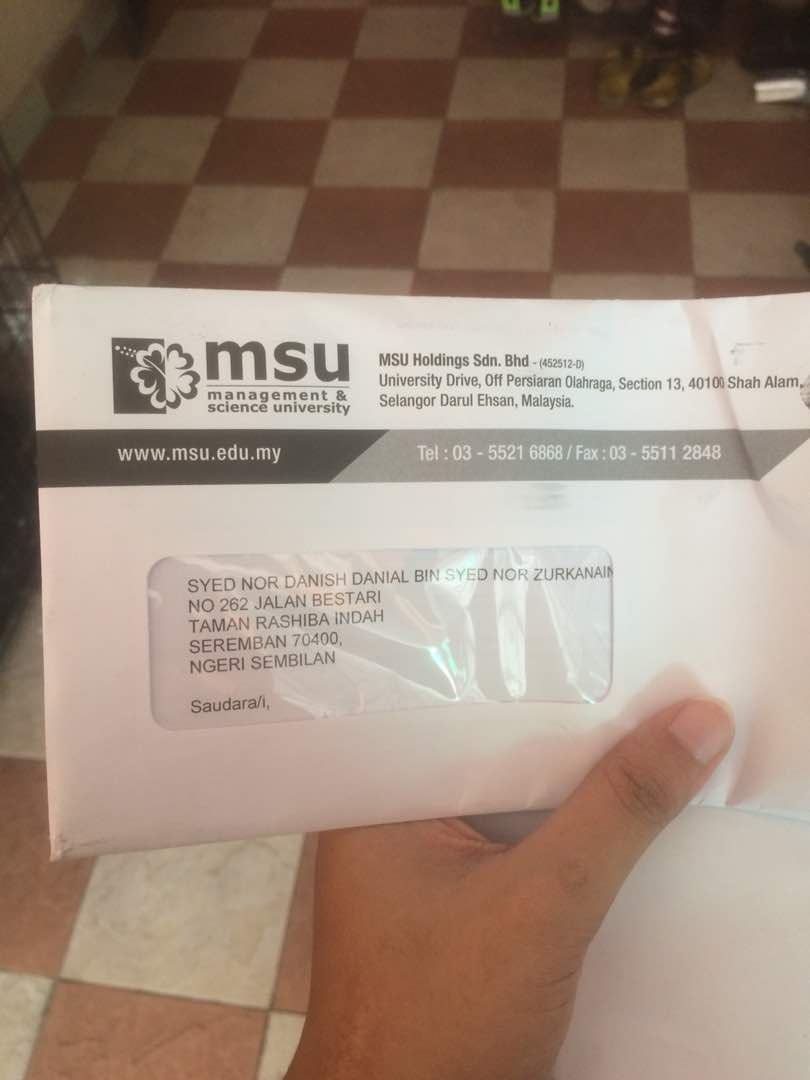 msu
management &
science university
MSU Holdings Sdn. Bhd - (452512-D)
University Drive, Off Persiaran Olahraga, Section 13, 40100 Shah Alam,
Selangor Darul Ehsan, Malaysia.
www.msu.edu.my
Tel : 03 - 5521 6868 / Fax : 03 - 5511 2848
SYED NOR DANISH DANIAL BIN SYED NOR ZURKANAIN
NO 262 JALAN BESTARI
TAMAN RASHIBA INDAH
SEREMBAN 70400,
NGERI SEMBILAN
Saudara/i,